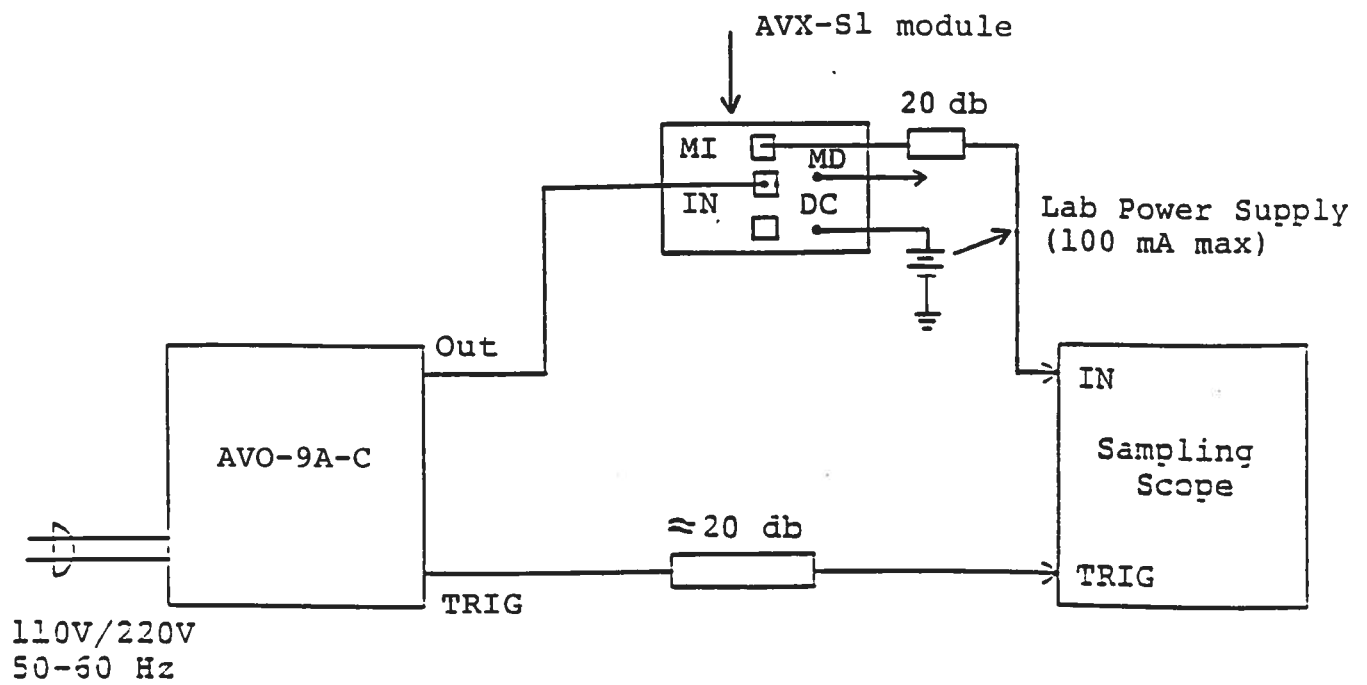 AVX-S1 module
20 db
MI
MD
IN
DC
Lab Power Supply
(100 mA max)
Out
IN
AVO-9A-C
Sampling
Scope
≈20 db
TRIG
TRIG
110V/220V
50-60 Hz